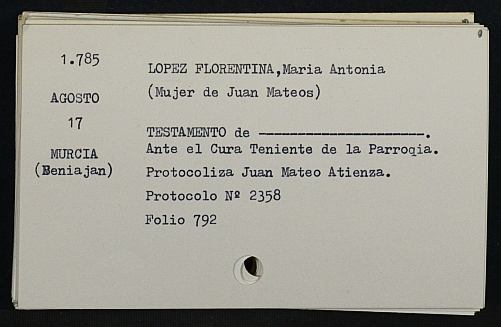 1.785
LOPEZ FLORENTINA,Maria Antonia
(Mujer de Juan Mateos)
AGOSTO
17
MURCIA
(Beniajan)
TESTAMENTO de ---------------------.
Ante el Cura Teniente de la Parroqia.
Protocoliza Juan Mateo Atienza.
Protocolo Nº 2358
Folio 792